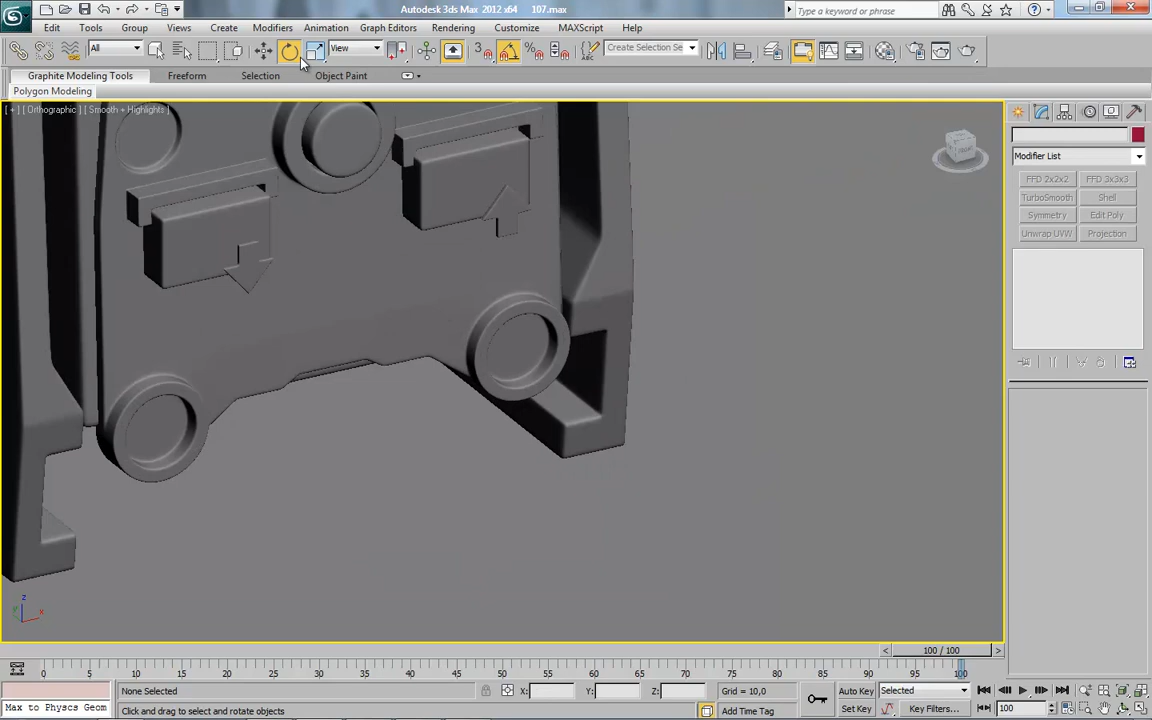 Autodesk 3ds Max 2012 x64    107.max
Type a keyword or phrase
Edit Tools Group Views Create Modifiers Animation Graph Editors Rendering Customize MAXScript Help
All View 3 Create Selection Se
Graphite Modeling Tools Freeform Selection Object Paint
Polygon Modeling
[ + ] [ Orthographic ] [ Smooth + Highlights ]
Modifier List
FFD 2x2x2 FFD 3x3x3
TurboSmooth Shell
Symmetry Edit Poly
Unwrap UVW Projection
z
x
100 / 100
0 5 10 15 20 25 30 35 40 45 50 55 60 65 70 75 80 85 90 95 100
None Selected X: Y: Z: Grid = 10,0 Auto Key Selected
Max to Physcs Geom Click and drag to select and rotate objects Add Time Tag Set Key Key Filters... 100